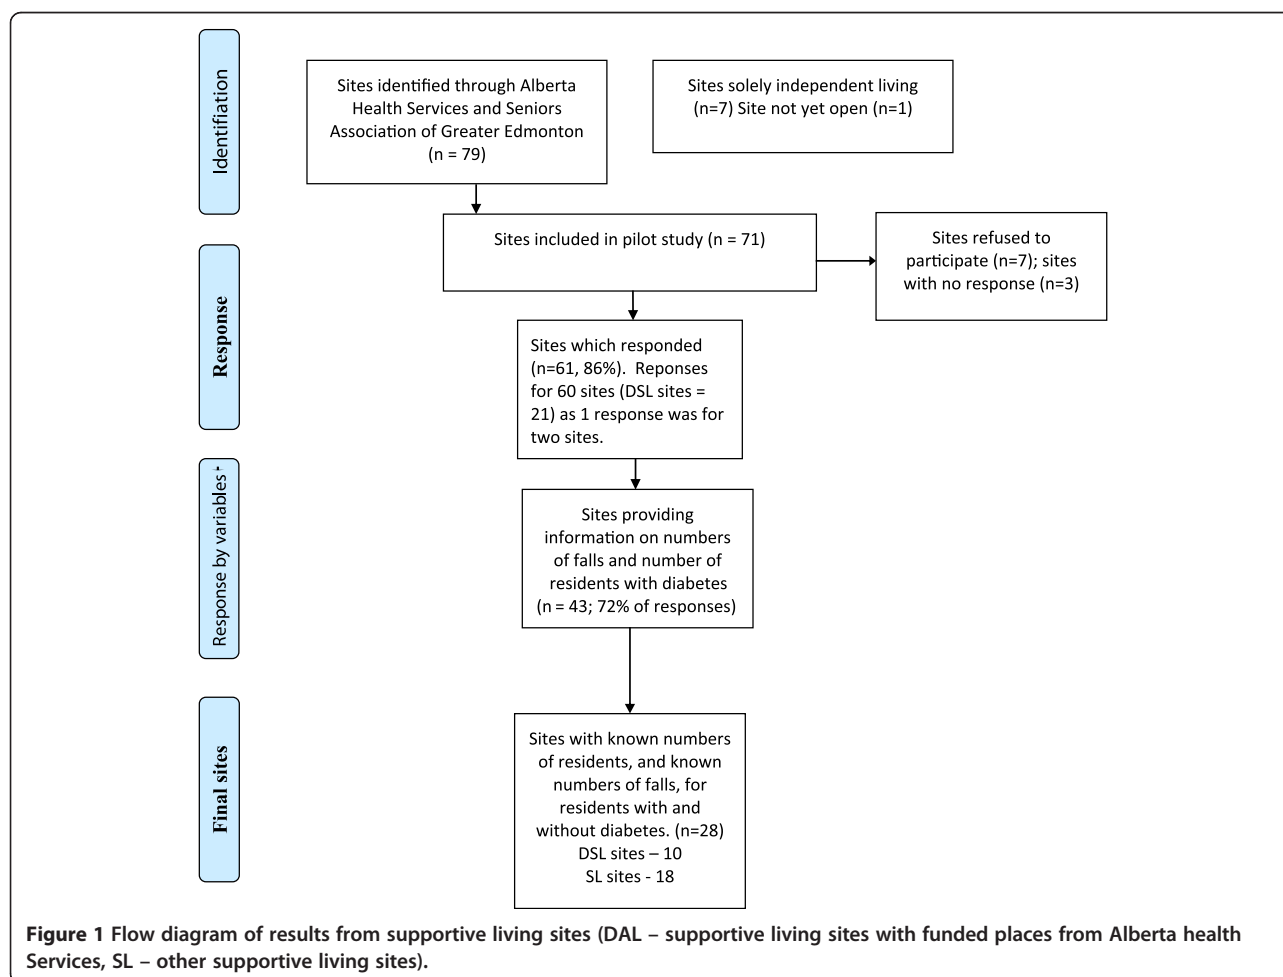 Identifiation
Sites identified through Alberta
Health Services and Seniors
Association of Greater Edmonton
(n = 79)
Sites solely independent living
(n=7) Site not yet open (n=1)
Sites included in pilot study (n = 71)
Sites refused to
participate (n=7); sites
with no response (n=3)
Response
Sites which responded
(n=61, 86%).  Reponses
for 60 sites (DSL sites =
21) as 1 response was for
two sites.
Response by variables⁺
Sites providing
information on numbers
of falls and number of
residents with diabetes
(n = 43; 72% of responses)
Final sites
Sites with known numbers
of residents, and known
numbers of falls, for
residents with and
without diabetes. (n=28)
DSL sites – 10
SL sites - 18
Figure 1 Flow diagram of results from supportive living sites (DAL – supportive living sites with funded places from Alberta health
Services, SL – other supportive living sites).